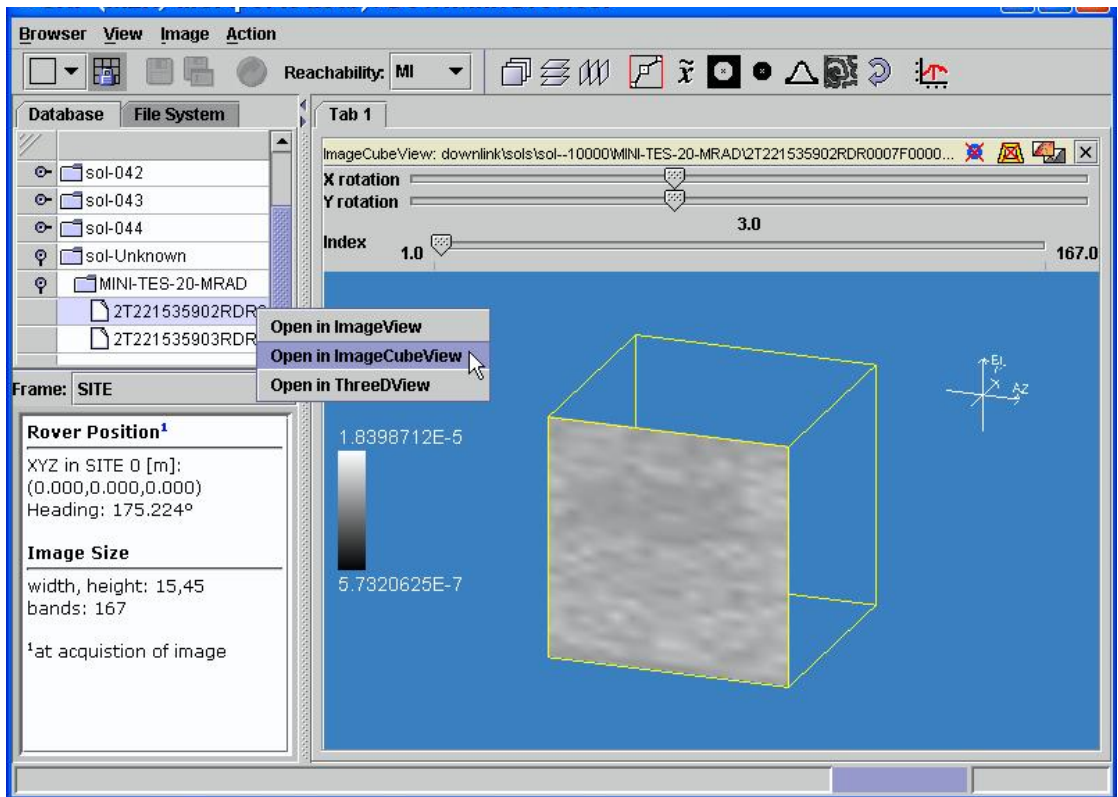 Browser View Image Action
Reachability: MI
Database File System
Tab 1
sol-042
sol-043
sol-044
sol-Unknown
MINI-TES-20-MRAD
2T221535902RDR
2T221535903RDR
Open in ImageView
Open in ImageCubeView
Open in ThreeDView
Frame: SITE
Rover Position¹
XYZ in SITE 0 [m]:
(0.000,0.000,0.000)
Heading: 175.224º
Image Size
width, height: 15,45
bands: 167
¹at acquistion of image
ImageCubeView: downlink\sols\sol--10000\MINI-TES-20-MRAD\2T221535902RDR0007F0000...
X rotation
Y rotation
3.0
Index 1.0 167.0
1.8398712E-5
5.7320625E-7
EL
X
AZ